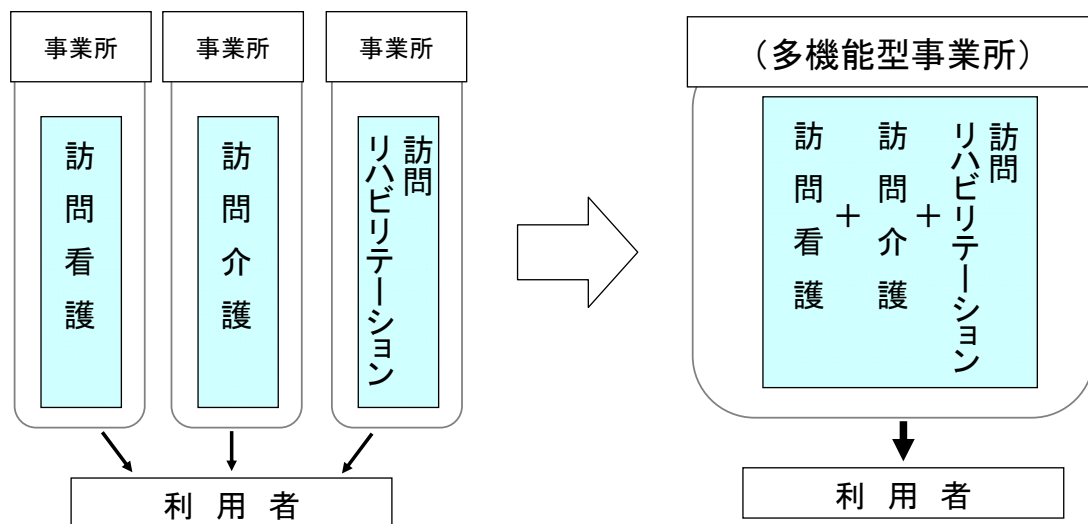 事業所
事業所
事業所
訪問看護
訪問介護
訪問
リハビリテーション
利用者
(多機能型事業所)
訪問看護
+
訪問介護
+
訪問
リハビリテーション
利用者